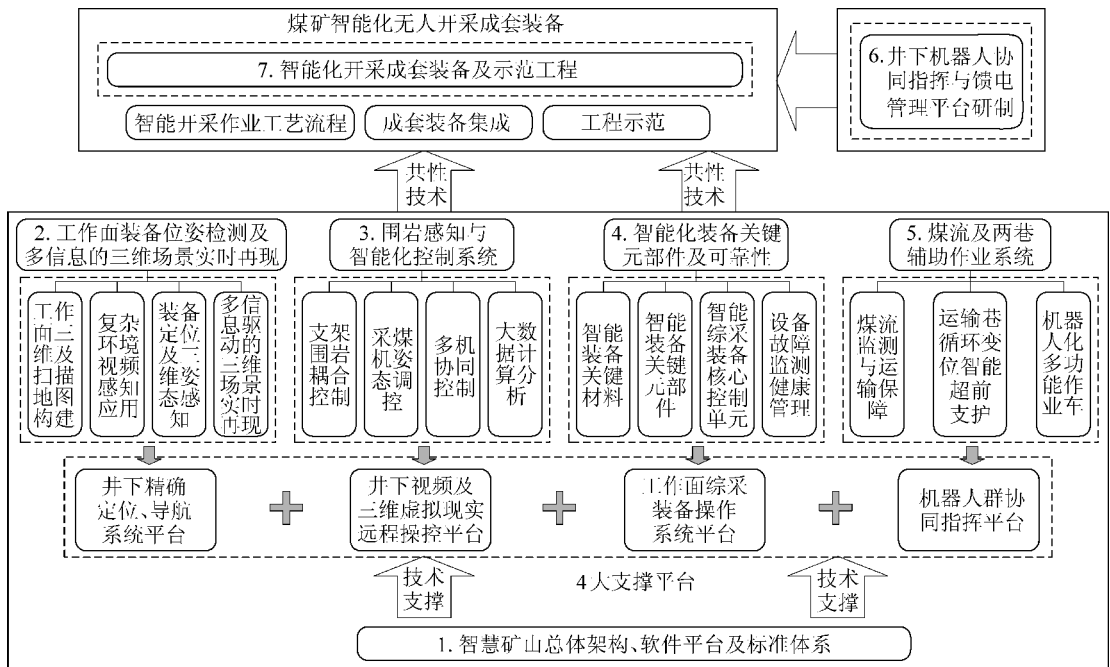 煤矿智能化无人开采成套装备
7. 智能化开采成套装备及示范工程
智能开采作业工艺流程
成套装备集成
工程示范
6. 井下机器人协
同指挥与馈电
管理平台研制
共性
技术
共性
技术
2. 工作面装备位姿检测及
多信息的三维场景实时再现
3. 围岩感知与
智能化控制系统
4. 智能化装备关键
元部件及可靠性
5. 煤流及两巷
辅助作业系统
工作
面三
维及
扫描
地图
构建
复杂
环境
视频
感知
应用
装备
定位
及三
维姿
态感
知
多信
息驱
动的
三维
场景
实时
再现
支架
围岩
耦合
控制
采煤
机姿
态调
控
多机
协同
控制
大数
据计
算分
析
智能
装备
关键
材料
智能
装备
关键
元部
件
智能
综采
装备
核心
控制
单元
设备
故障
监测
健康
管理
煤流
监测
与运
输保
障
运输巷
循环变
位智能
超前
支护
机器
人化
多功
能作
业车
井下精确
定位、导航
系统平台
井下视频及
三维虚拟现实
远程操控平台
工作面综采
装备操作
系统平台
机器人群协
同指挥平台
技术
支撑
4大支撑平台
技术
支撑
1. 智慧矿山总体架构、软件平台及标准体系